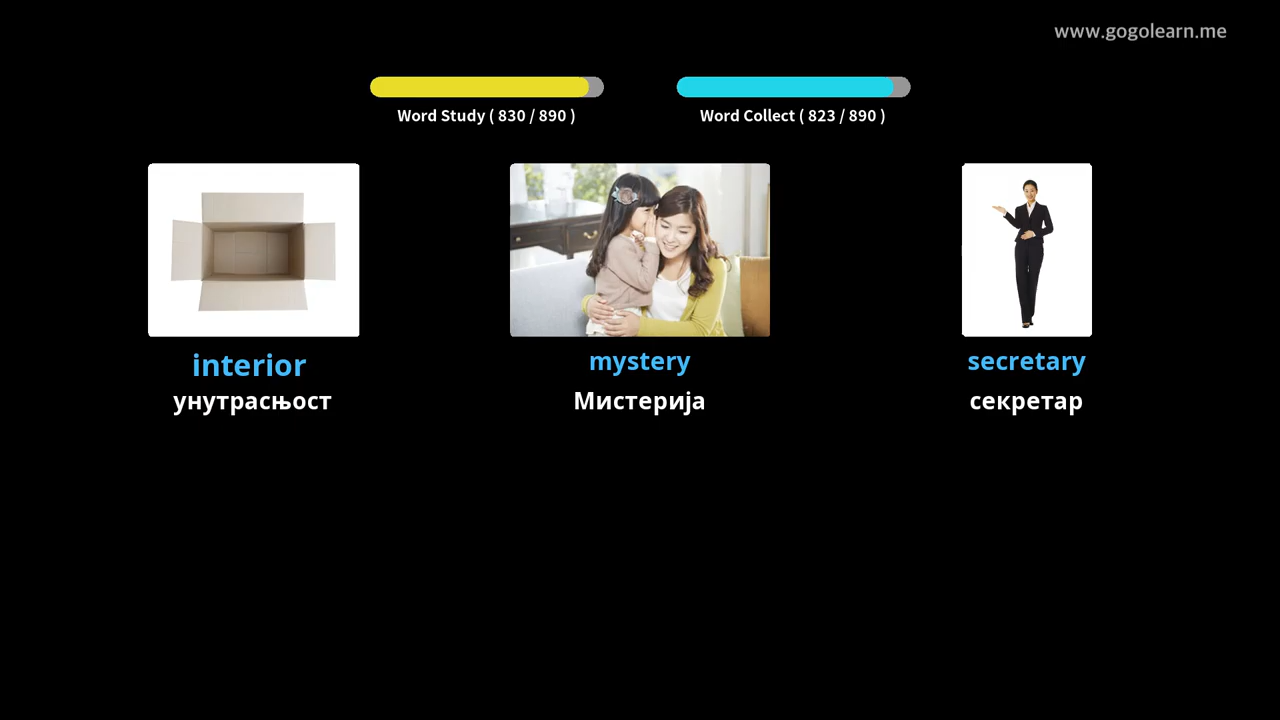 www.gogolearn.me
Word Study ( 830 / 890 )
Word Collect ( 823 / 890 )
interior
mystery
secretary
унутрасњост
Мистерија
секретар